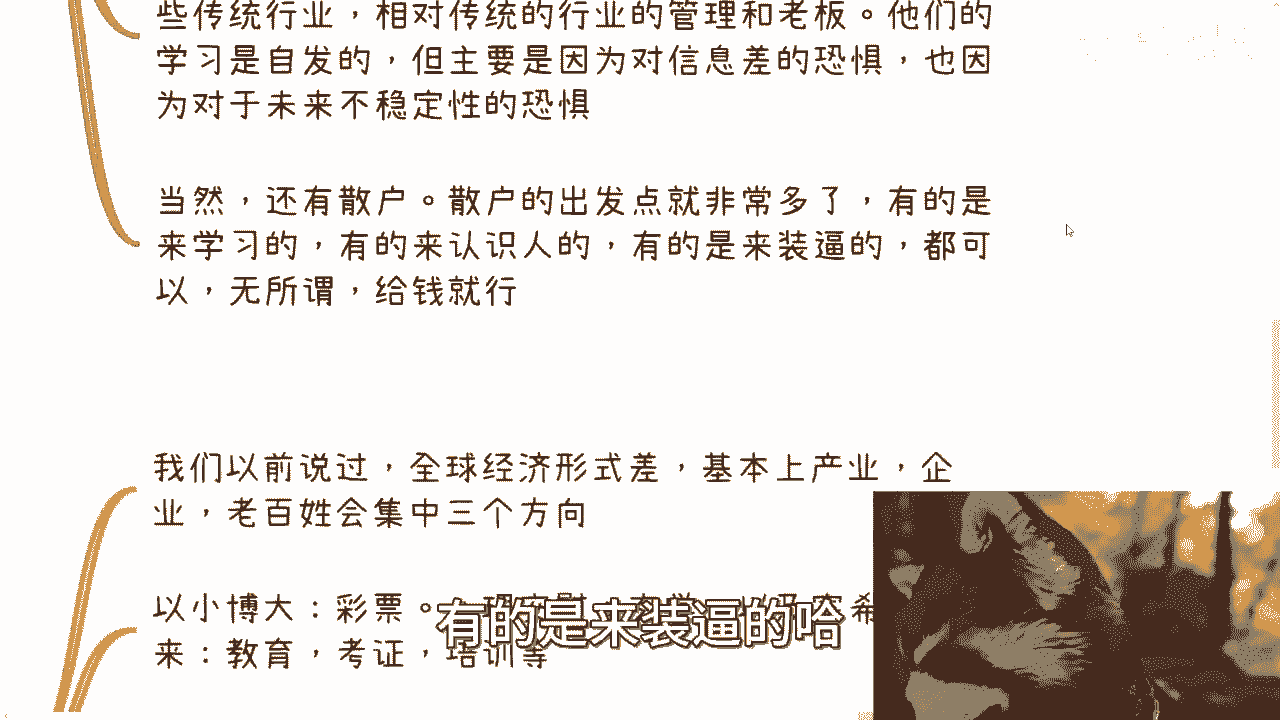 些传统行业，相对传统的行业的管理和老板。他们的
学习是自发的，但主要是因为对信息差的恐惧，也因
为对于未来不稳定性的恐惧
当然，还有散户。散户的出发点就非常多了，有的是
来学习的，有的来认识人的，有的是来装逼的，都可
以，无所谓，给钱就行
我们以前说过，全球经济形式差，基本上产业，企
业，老百姓会集中三个方向
以小博大：彩票。
有的是来装逼的哈
来：教育，考证，培训等